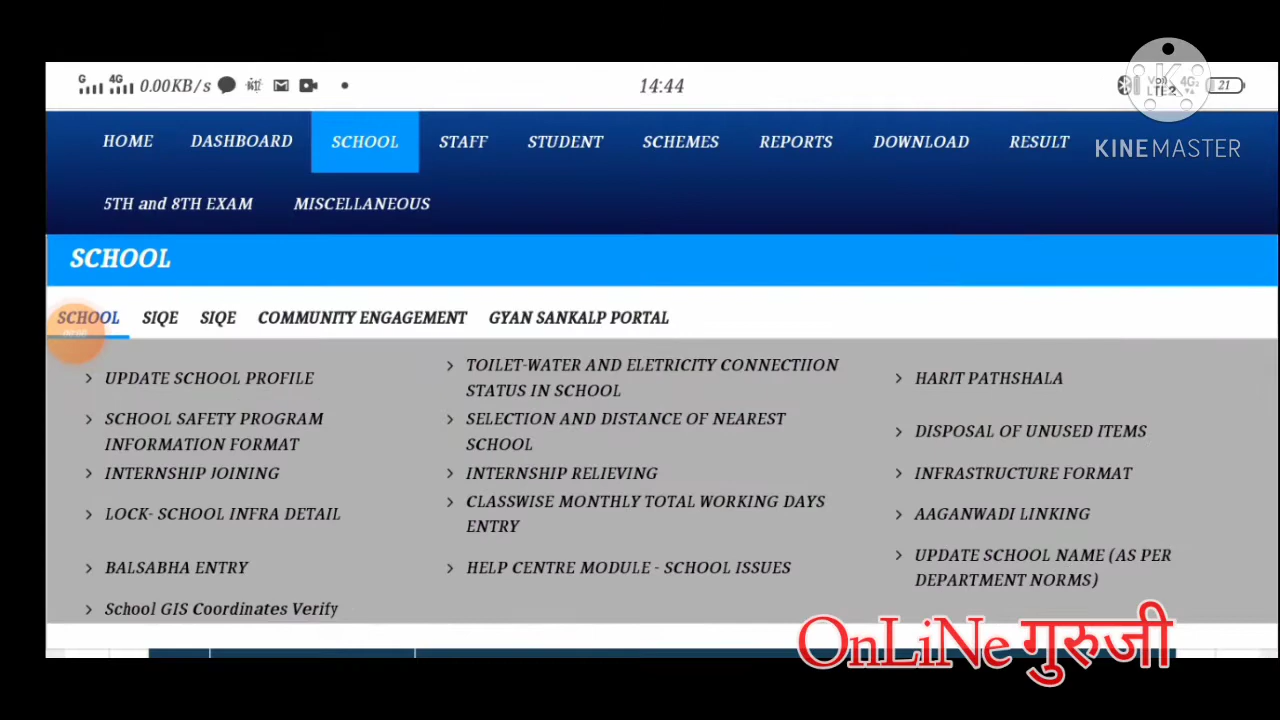 G 4G 0.00KB/s 14:44 4G 21
HOME DASHBOARD SCHOOL STAFF STUDENT SCHEMES REPORTS DOWNLOAD RESULT
KINEMASTER
5TH and 8TH EXAM MISCELLANEOUS
SCHOOL
SCHOOL SIQE SIQE COMMUNITY ENGAGEMENT GYAN SANKALP PORTAL
UPDATE SCHOOL PROFILE
TOILET-WATER AND ELETRICITY CONNECTIION
STATUS IN SCHOOL
HARIT PATHSHALA
SCHOOL SAFETY PROGRAM
INFORMATION FORMAT
SELECTION AND DISTANCE OF NEAREST
SCHOOL
DISPOSAL OF UNUSED ITEMS
INTERNSHIP JOINING
INTERNSHIP RELIEVING
INFRASTRUCTURE FORMAT
LOCK- SCHOOL INFRA DETAIL
CLASSWISE MONTHLY TOTAL WORKING DAYS
ENTRY
AAGANWADI LINKING
BALSABHA ENTRY
HELP CENTRE MODULE - SCHOOL ISSUES
UPDATE SCHOOL NAME (AS PER
DEPARTMENT NORMS)
School GIS Coordinates Verify
OnLiNe गुरुजी